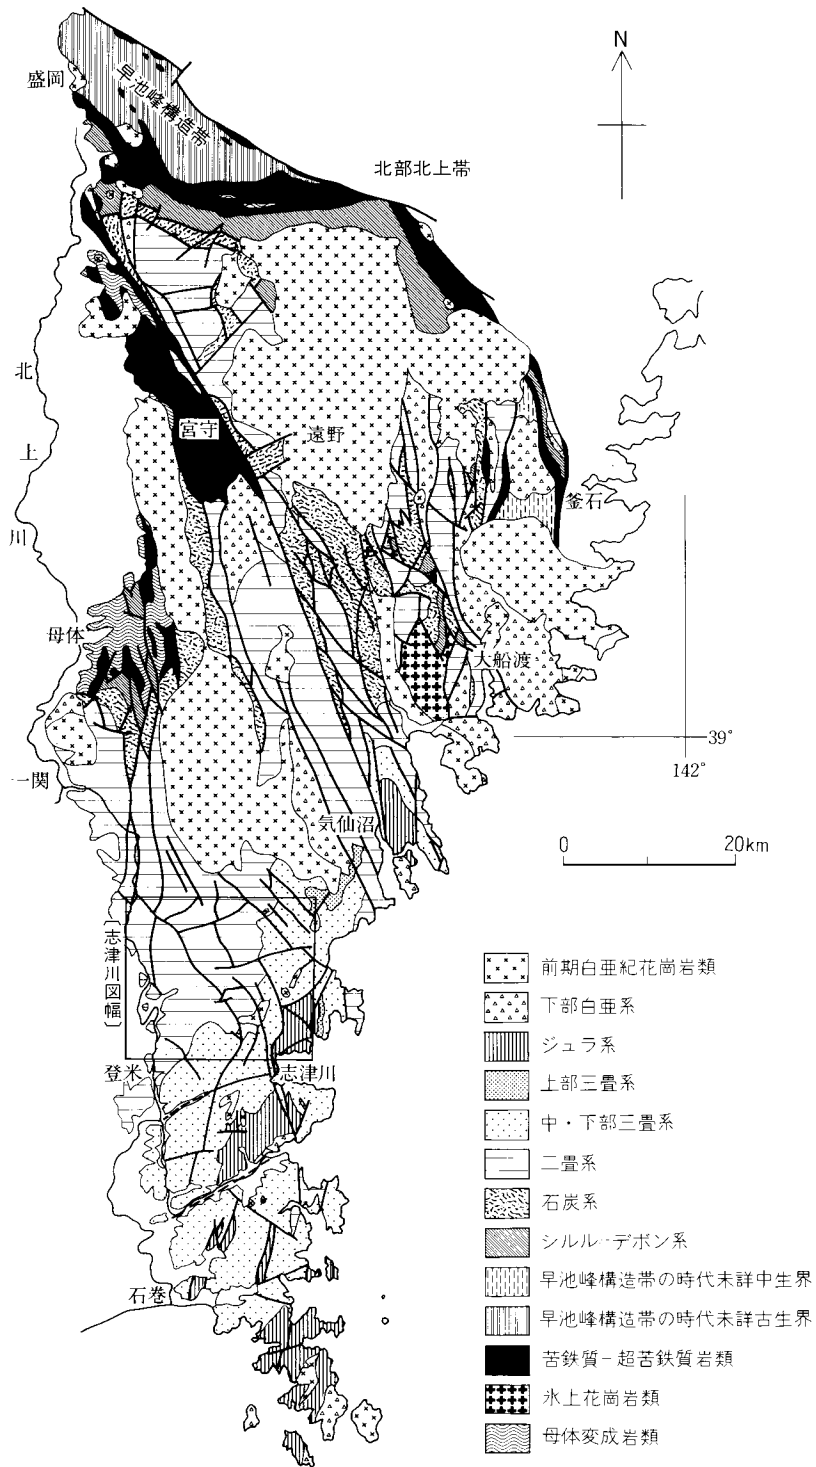 N
盛岡
早池峰構造帯
北部北上帯
北上川
宮守
遠野
釜石
母体
大船渡
39°
142°
一関
気仙沼
0 20km
〔志津川図幅〕
登米
志津川
石巻
前期白亜紀花崗岩類
下部白亜系
ジュラ系
上部三畳系
中・下部三畳系
二畳系
石炭系
シルル－デボン系
早池峰構造帯の時代未詳中生界
早池峰構造帯の時代未詳古生界
苦鉄質－超苦鉄質岩類
氷上花崗岩類
母体変成岩類